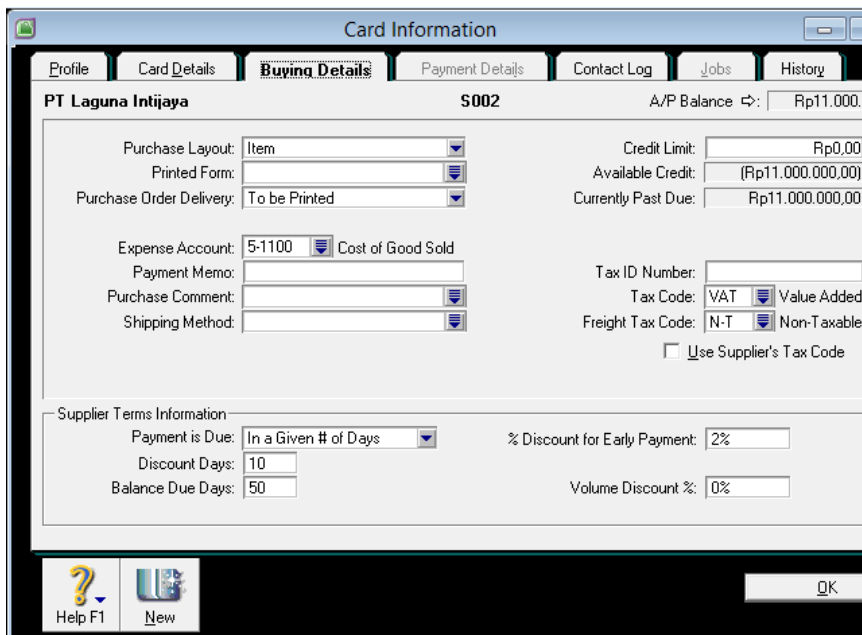 Card Information
Profile Card Details Buying Details Payment Details Contact Log Jobs History
PT Laguna Intijaya S002 A/P Balance ⇨: Rp11.000.
Purchase Layout: Item Credit Limit: Rp0,00
Printed Form: Available Credit: (Rp11.000.000,00)
Purchase Order Delivery: To be Printed Currently Past Due: Rp11.000.000,00
Expense Account: 5-1100 Cost of Good Sold
Payment Memo: Tax ID Number:
Purchase Comment: Tax Code: VAT Value Added
Shipping Method: Freight Tax Code: N-T Non-Taxable
Use Supplier's Tax Code
Supplier Terms Information
Payment is Due: In a Given # of Days % Discount for Early Payment: 2%
Discount Days: 10
Balance Due Days: 50 Volume Discount %: 0%
Help F1 New OK